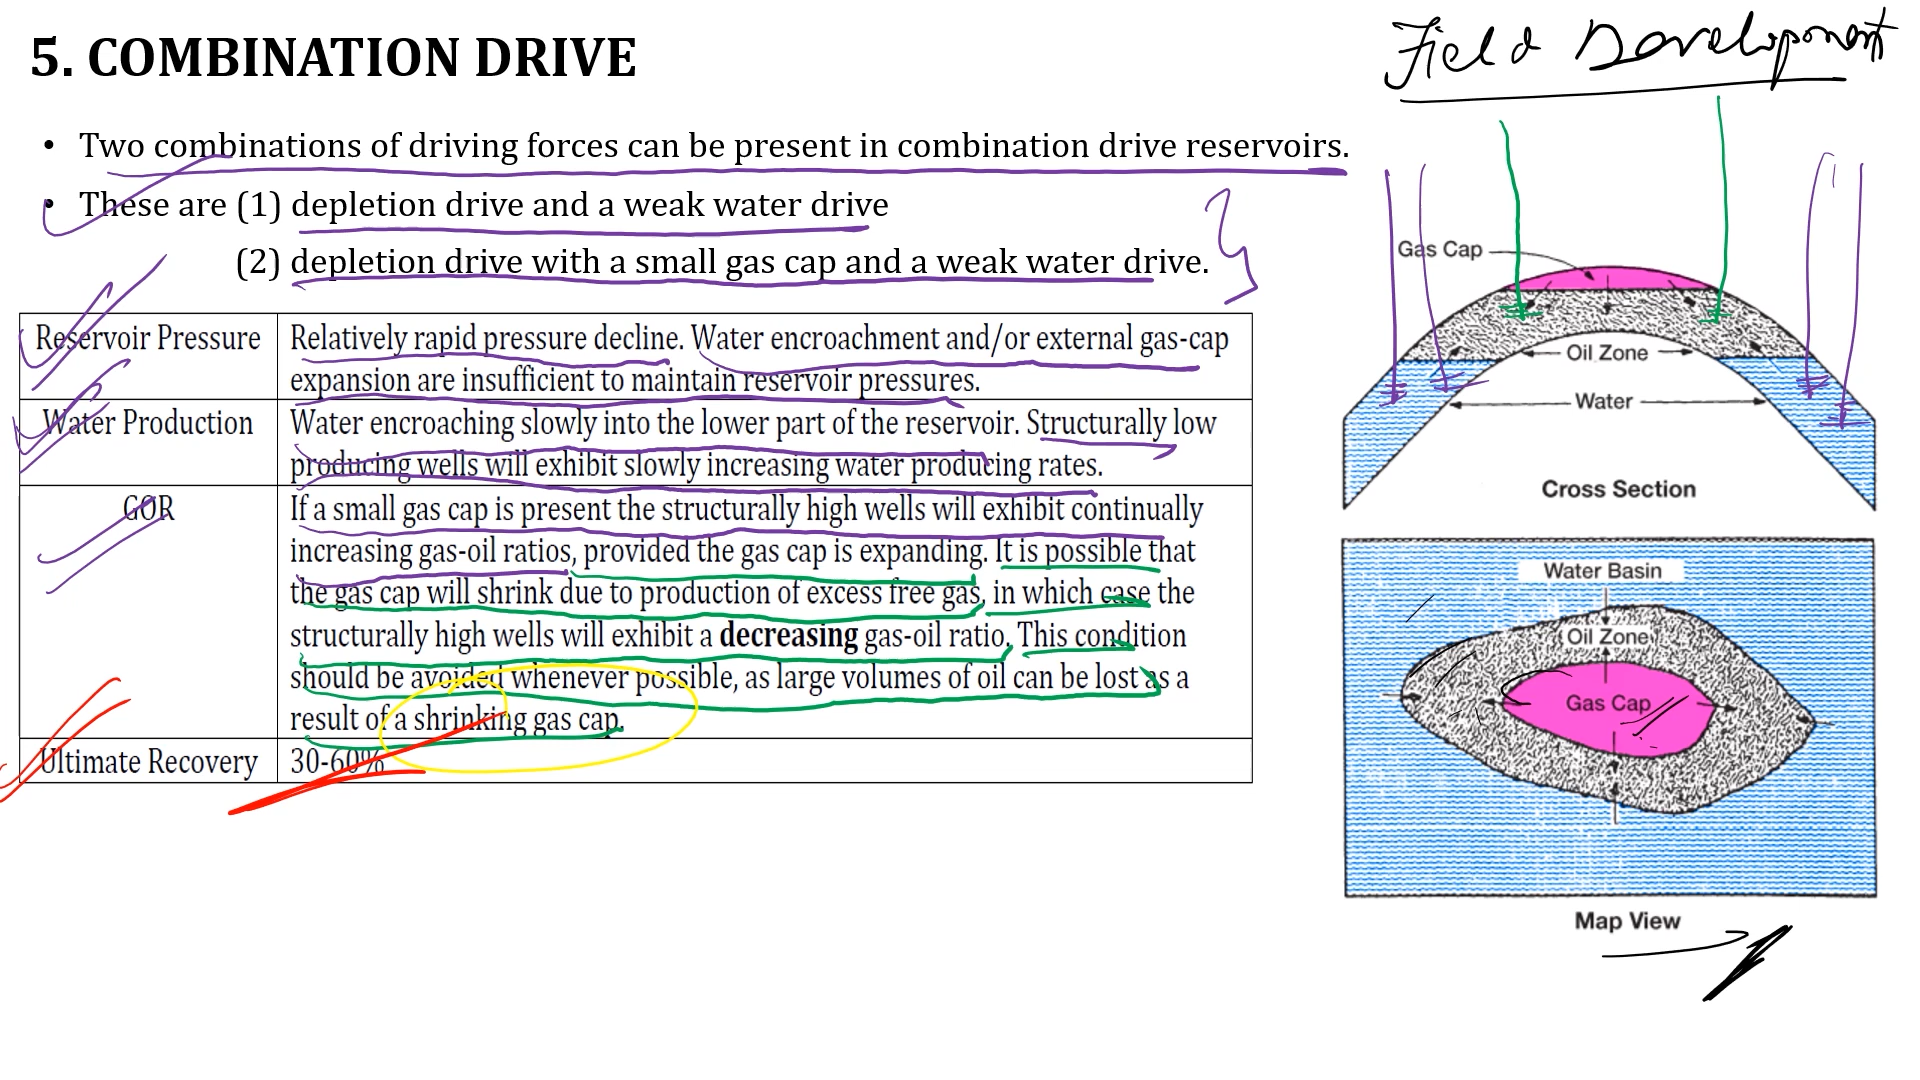 5. COMBINATION DRIVE
Field Development
• Two combinations of driving forces can be present in combination drive reservoirs.
• These are (1) depletion drive and a weak water drive
(2) depletion drive with a small gas cap and a weak water drive.
Reservoir Pressure
Relatively rapid pressure decline. Water encroachment and/or external gas-cap
expansion are insufficient to maintain reservoir pressures.
Water Production
Water encroaching slowly into the lower part of the reservoir. Structurally low
producing wells will exhibit slowly increasing water producing rates.
GOR
If a small gas cap is present the structurally high wells will exhibit continually
increasing gas-oil ratios, provided the gas cap is expanding. It is possible that
the gas cap will shrink due to production of excess free gas, in which case the
structurally high wells will exhibit a decreasing gas-oil ratio. This condition
should be avoided whenever possible, as large volumes of oil can be lost as a
result of a shrinking gas cap.
Ultimate Recovery
30-60%
Gas Cap
Oil Zone
Water
Cross Section
Water Basin
Oil Zone
Gas Cap
Map View